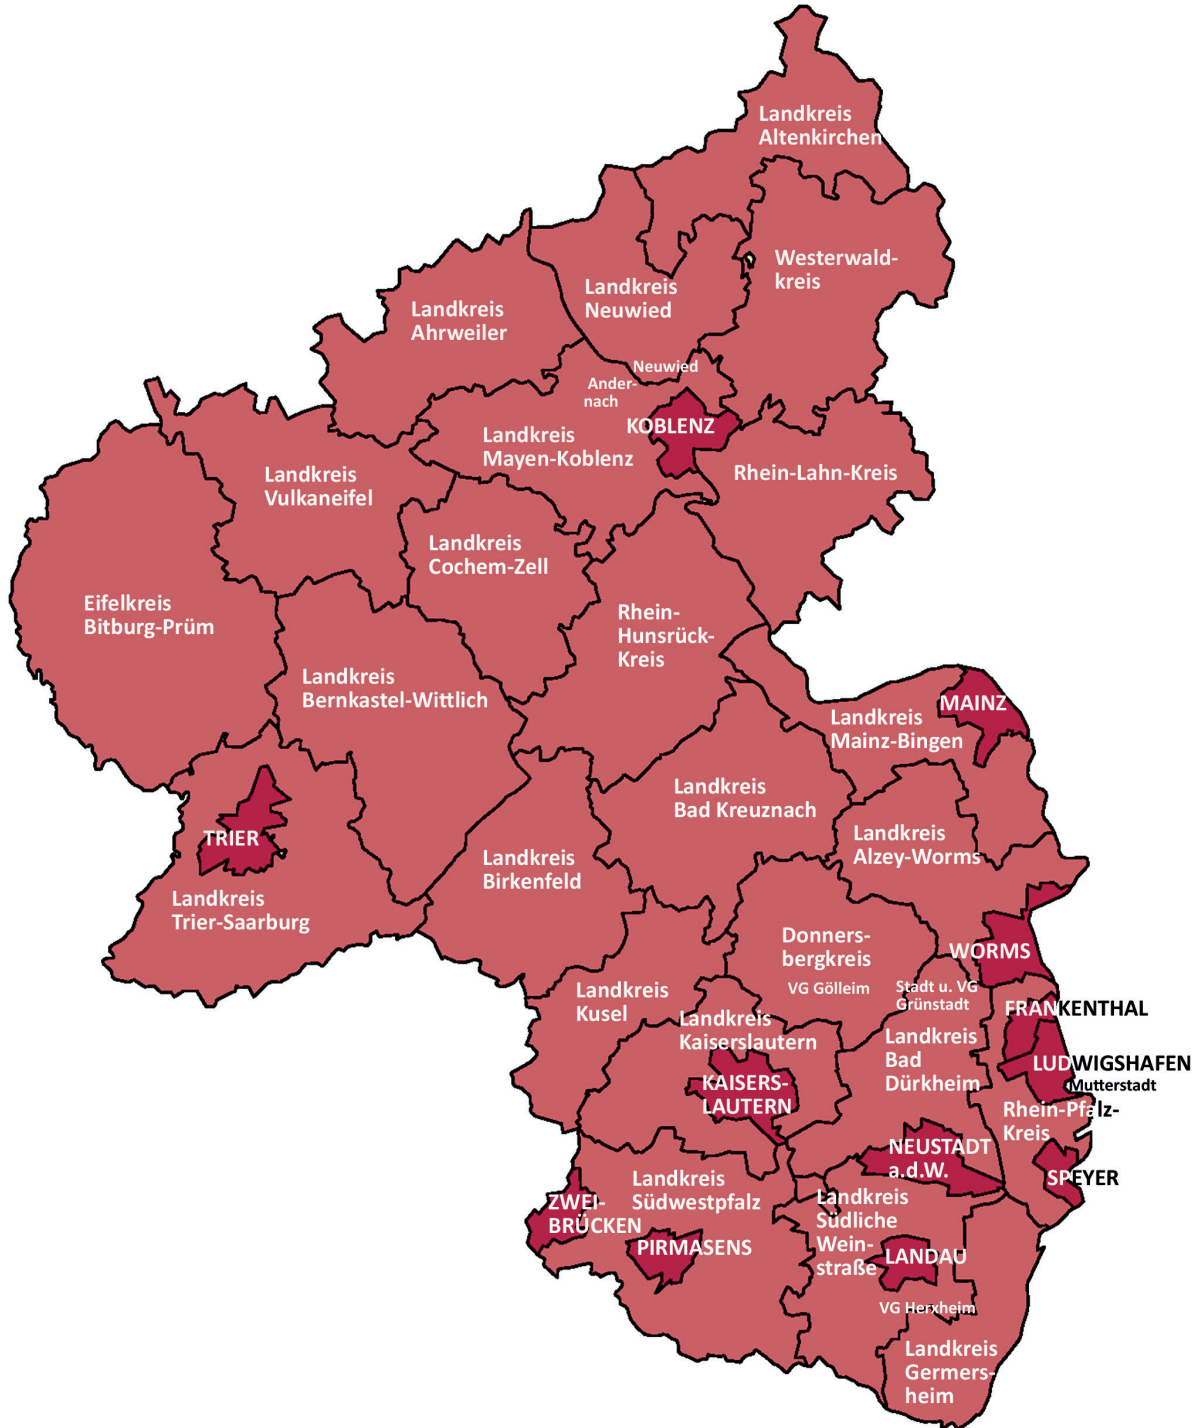 Landkreis
Altenkirchen
Westerwald-
kreis
Landkreis
Neuwied
Landkreis
Ahrweiler
Neuwied
Ander-
nach
KOBLENZ
Landkreis
Mayen-Koblenz
Rhein-Lahn-Kreis
Landkreis
Vulkaneifel
Landkreis
Cochem-Zell
Eifelkreis
Bitburg-Prüm
Rhein-
Hunsrück-
Kreis
Landkreis
Bernkastel-Wittlich
MAINZ
Landkreis
Mainz-Bingen
Landkreis
Bad Kreuznach
TRIER
Landkreis
Alzey-Worms
Landkreis
Birkenfeld
Landkreis
Trier-Saarburg
Donners-
bergkreis
VG Gölleim
WORMS
Stadt u. VG
Grünstadt
Landkreis
Kusel
FRANKENTHAL
Landkreis
Kaiserslautern
Landkreis
Bad
Dürkheim
LUDWIGSHAFEN
Mutterstadt
KAISERS-
LAUTERN
Rhein-Pfalz-
Kreis
NEUSTADT
a.d.W.
SPEYER
Landkreis
Südwestpfalz
ZWEI-
BRÜCKEN
Landkreis
Südliche
Wein-
straße
PIRMASENS
LANDAU
VG Herxheim
Landkreis
Germers-
heim